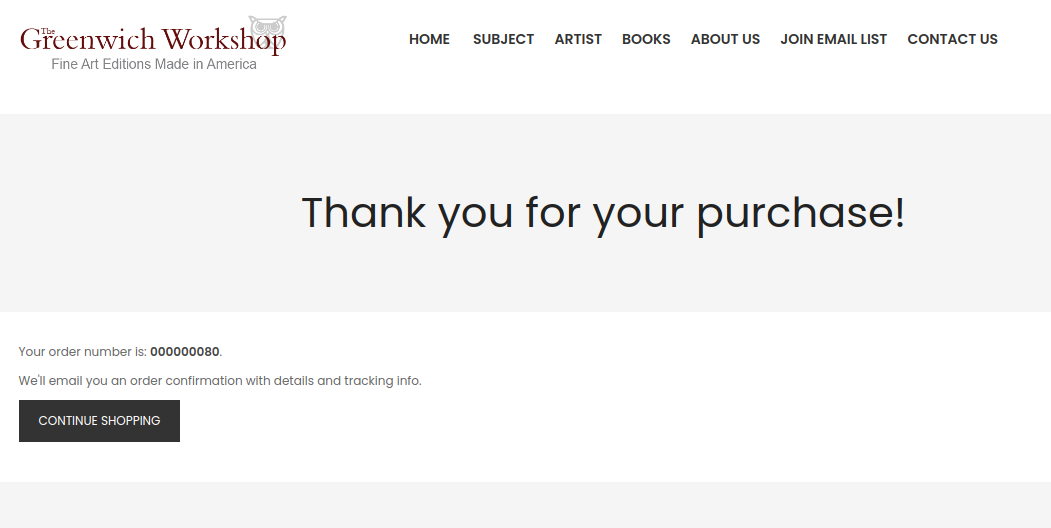 The
Greenwich Workshop
Fine Art Editions Made in America
HOME SUBJECT ARTIST BOOKS ABOUT US JOIN EMAIL LIST CONTACT US
Thank you for your purchase!
Your order number is: 000000080.
We'll email you an order confirmation with details and tracking info.
CONTINUE SHOPPING